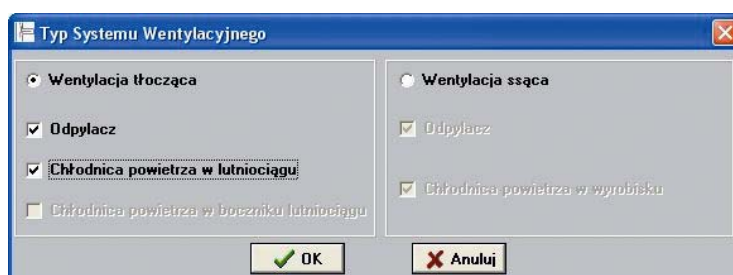 Typ Systemu Wentylacyjnego
Wentylacja tłocząca
Odpylacz
Chłodnica powietrza w lutniociągu
Chłodnica powietrza w boczniku lutniociągu
Wentylacja ssąca
Odpylacz
Chłodnica powietrza w wyrobisku
OK
Anuluj